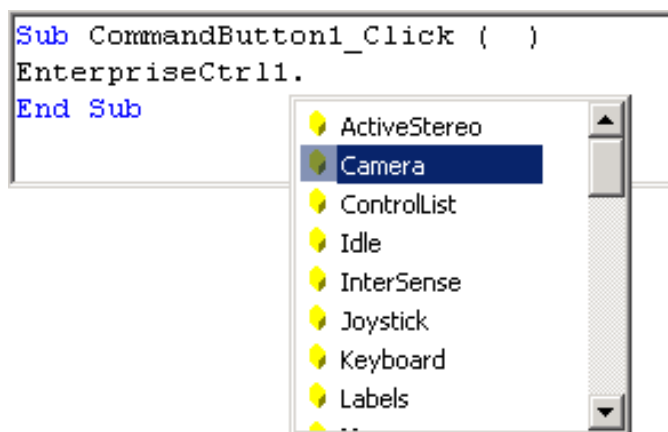 Sub CommandButton1_Click (  )
EnterpriseCtrl1.
End Sub
ActiveStereo
Camera
ControlList
Idle
InterSense
Joystick
Keyboard
Labels